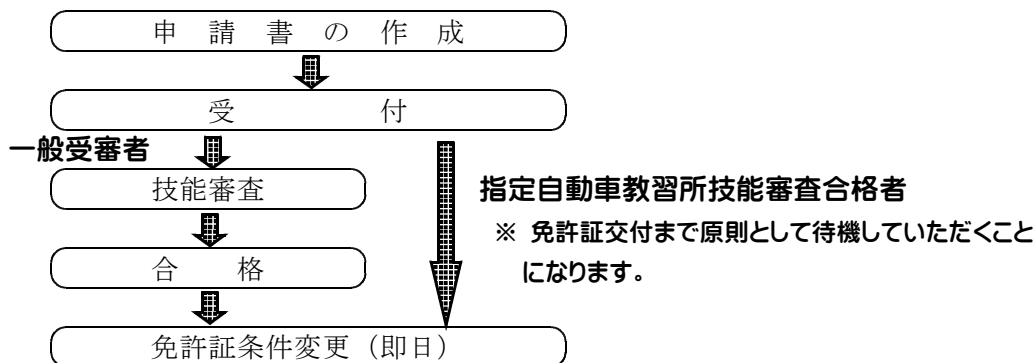 申請書の作成
受付
一般受審者
技能審査
指定自動車教習所技能審査合格者
※ 免許証交付まで原則として待機していただくこと
になります。
合格
免許証条件変更（即日）